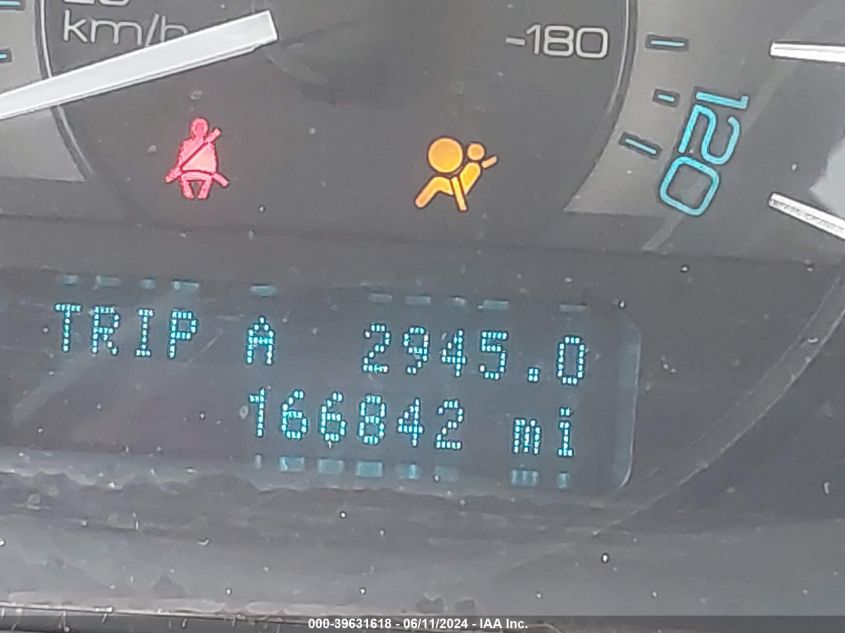 km/h
-180
120
TRIP A 2945.0
166842 mi
000-39631618 - 06/11/2024 - IAA Inc.